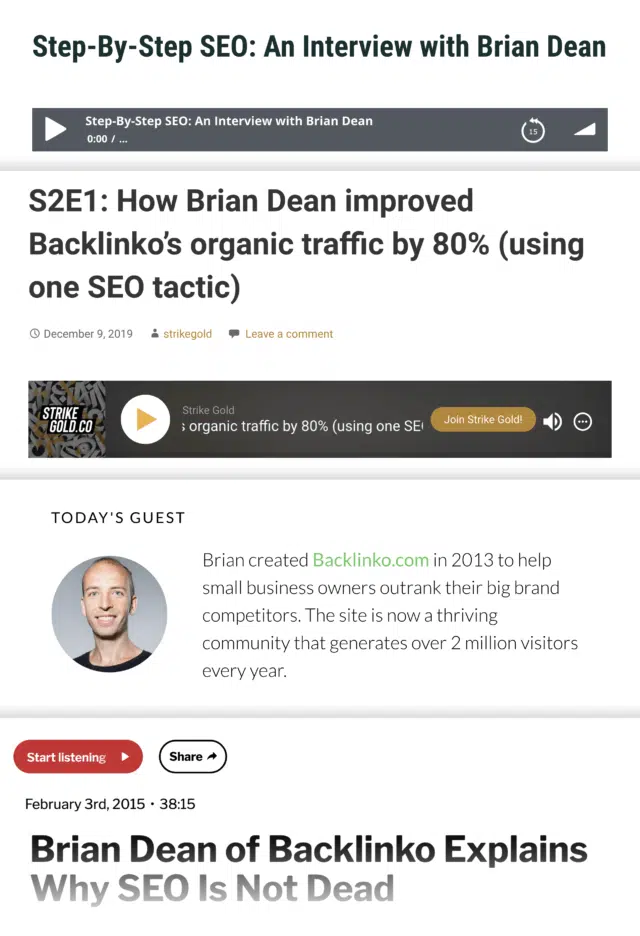 Step-By-Step SEO: An Interview with Brian Dean
Step-By-Step SEO: An Interview with Brian Dean
0:00 / ...
15
S2E1: How Brian Dean improved
Backlinko's organic traffic by 80% (using
one SEO tactic)
December 9, 2019 strikegold Leave a comment
STRIKE
GOLD.CO
Strike Gold
s organic traffic by 80% (using one SE
Join Strike Gold!
TODAY'S GUEST
Brian created Backlinko.com in 2013 to help
small business owners outrank their big brand
competitors. The site is now a thriving
community that generates over 2 million visitors
every year.
Start listening
Share
February 3rd, 2015 • 38:15
Brian Dean of Backlinko Explains
Why SEO Is Not Dead